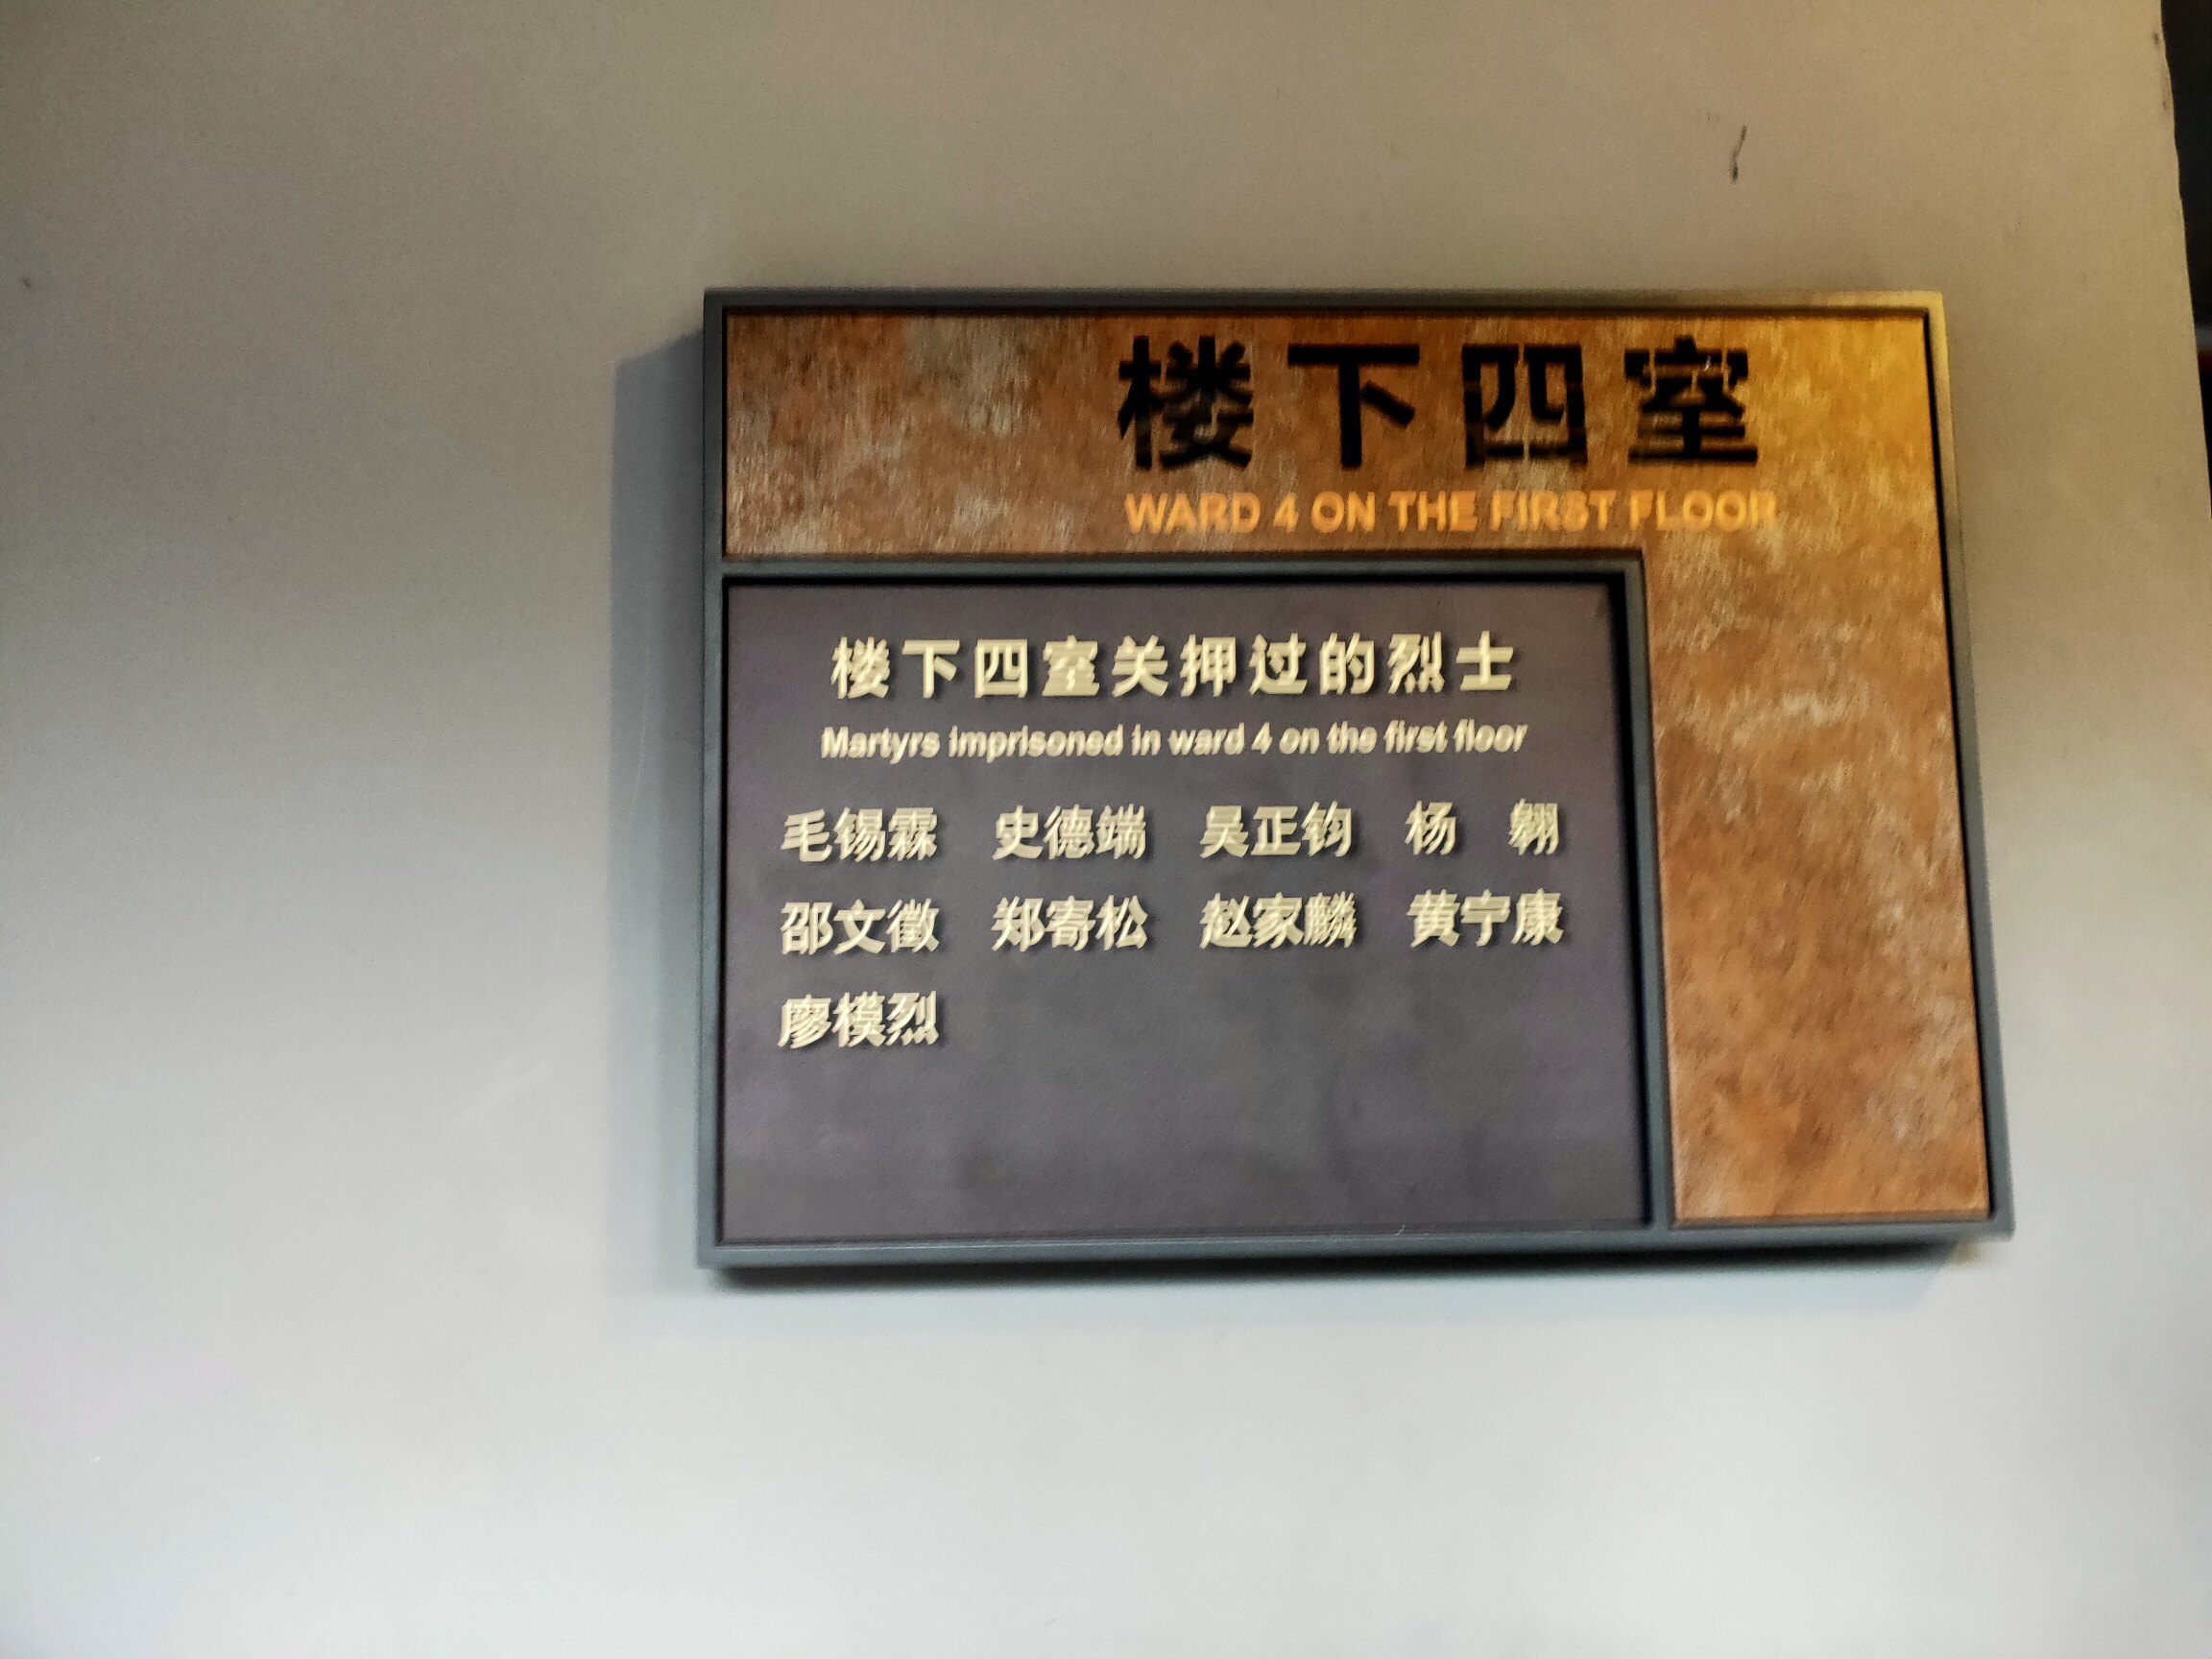 楼下四室
WARD 4 ON THE FIRST FLOOR
楼下四室关押过的烈士
Martyrs imprisoned in ward 4 on the first floor
毛锡霖 史德端 吴正钧 杨 翱
邵文徵 郑寄松 赵家麟 黄宁康
廖模烈